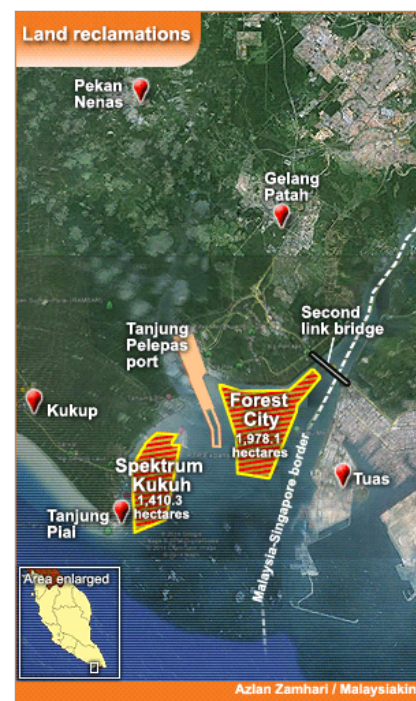 Land reclamations
Pekan
Nenas
Gelang
Patah
Second
link bridge
Tanjung
Pelepas
port
Kukup
Forest
City
1,978.1
hectares
Spektrum
Kukuh
1,410.3
hectares
Tuas
Tanjung
Piai
Malaysia-Singapore border
Area enlarged
Azlan Zamhari / Malaysiakin